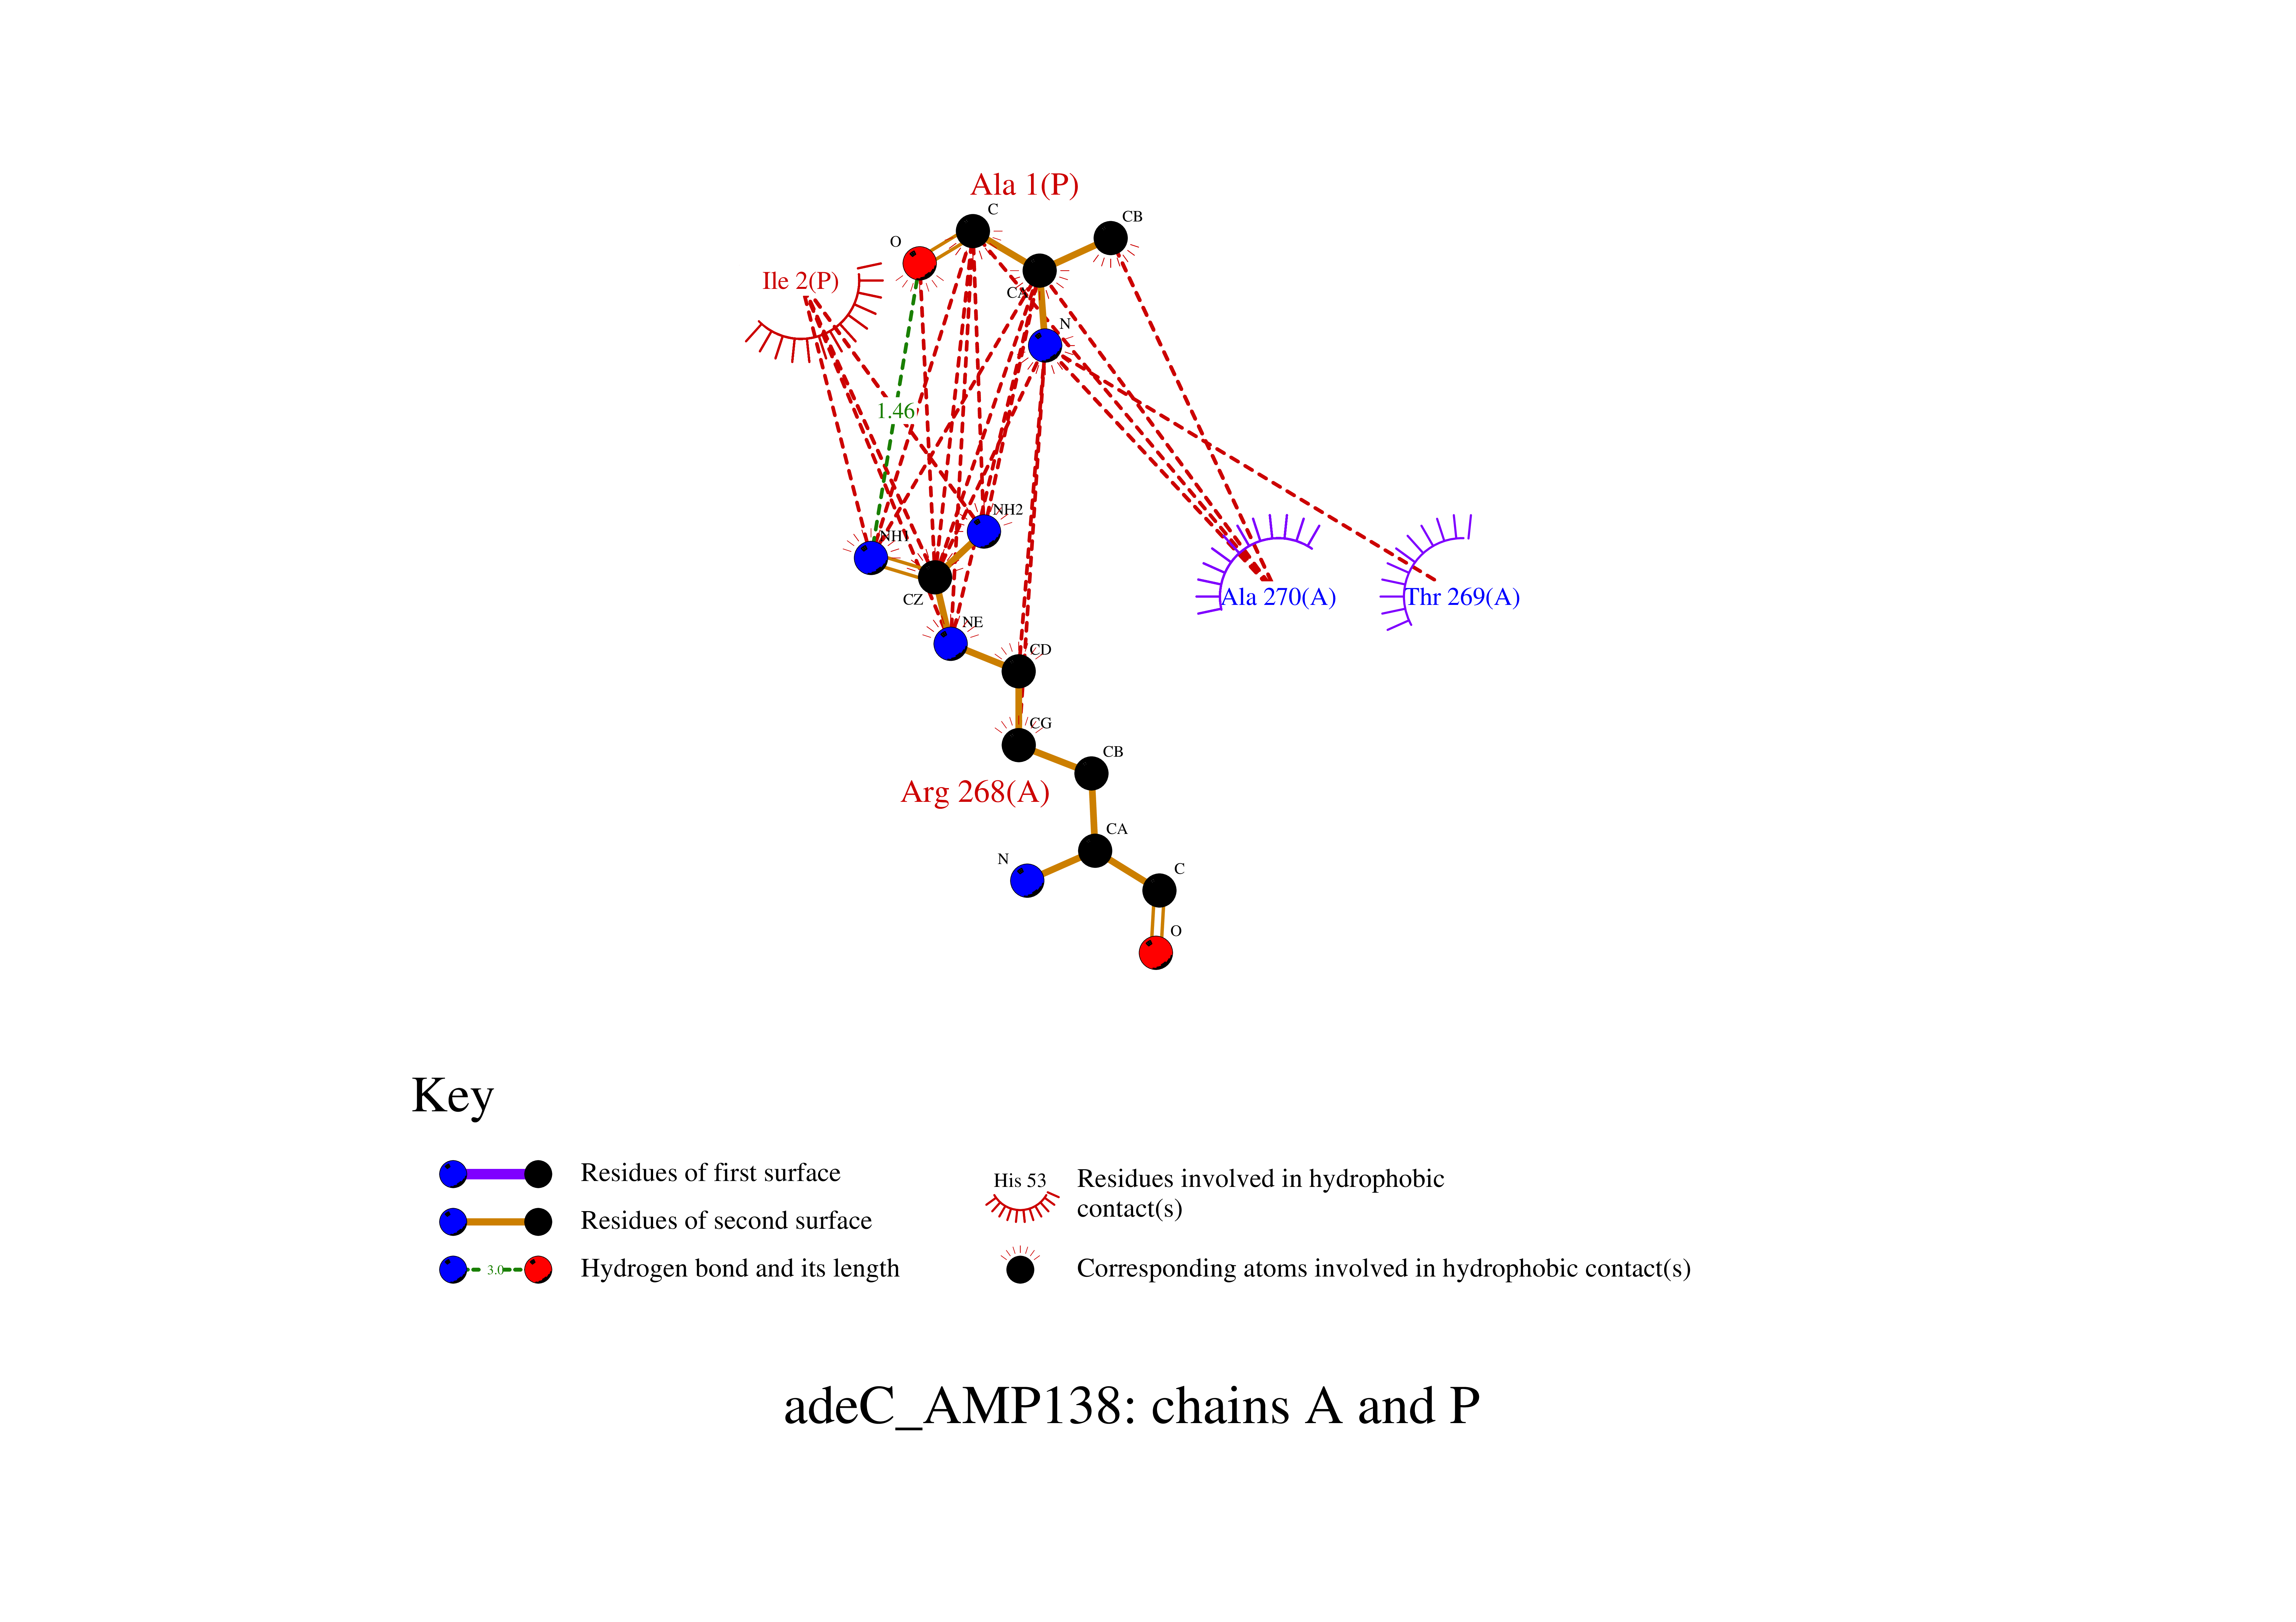 Ala 1(P)
C
CB
O
Ile 2(P)
CA
N
1.46
NH2
NH1
Ala 270(A)
Thr 269(A)
CZ
NE
CD
CG
CB
Arg 268(A)
CA
N
C
O
Key
Residues of first surface
Residues of second surface
3.0
Hydrogen bond and its length
His 53
Residues involved in hydrophobic
contact(s)
Corresponding atoms involved in hydrophobic contact(s)
adeC_AMP138: chains A and P